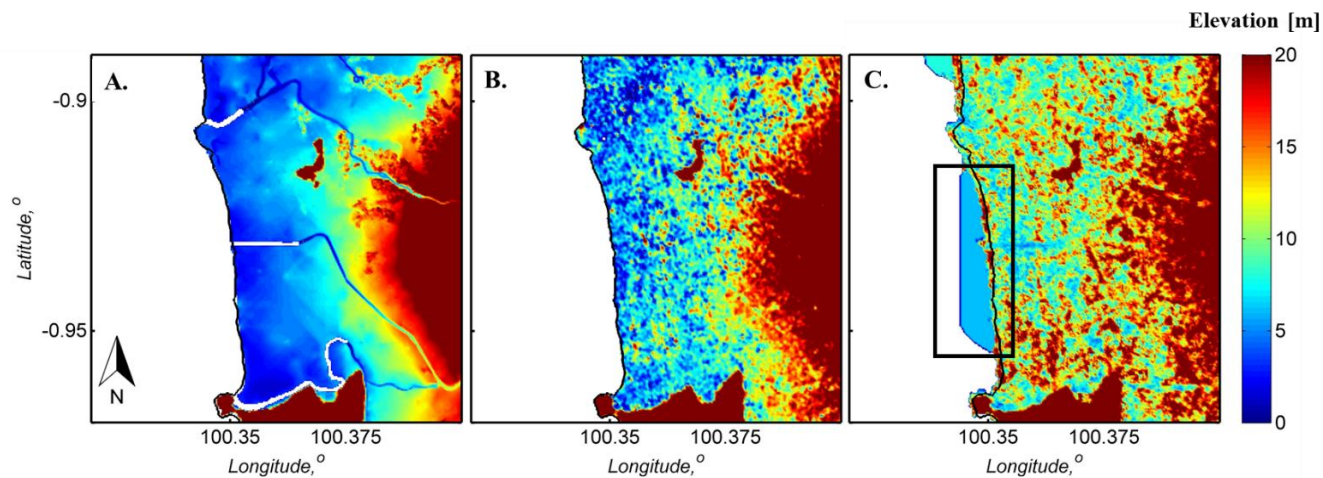 Elevation [m]
A.
B.
C.
20
15
10
5
0
-0.9
-0.95
Latitude, o
N
100.35 100.375
100.35 100.375
100.35 100.375
Longitude, o
Longitude, o
Longitude, o